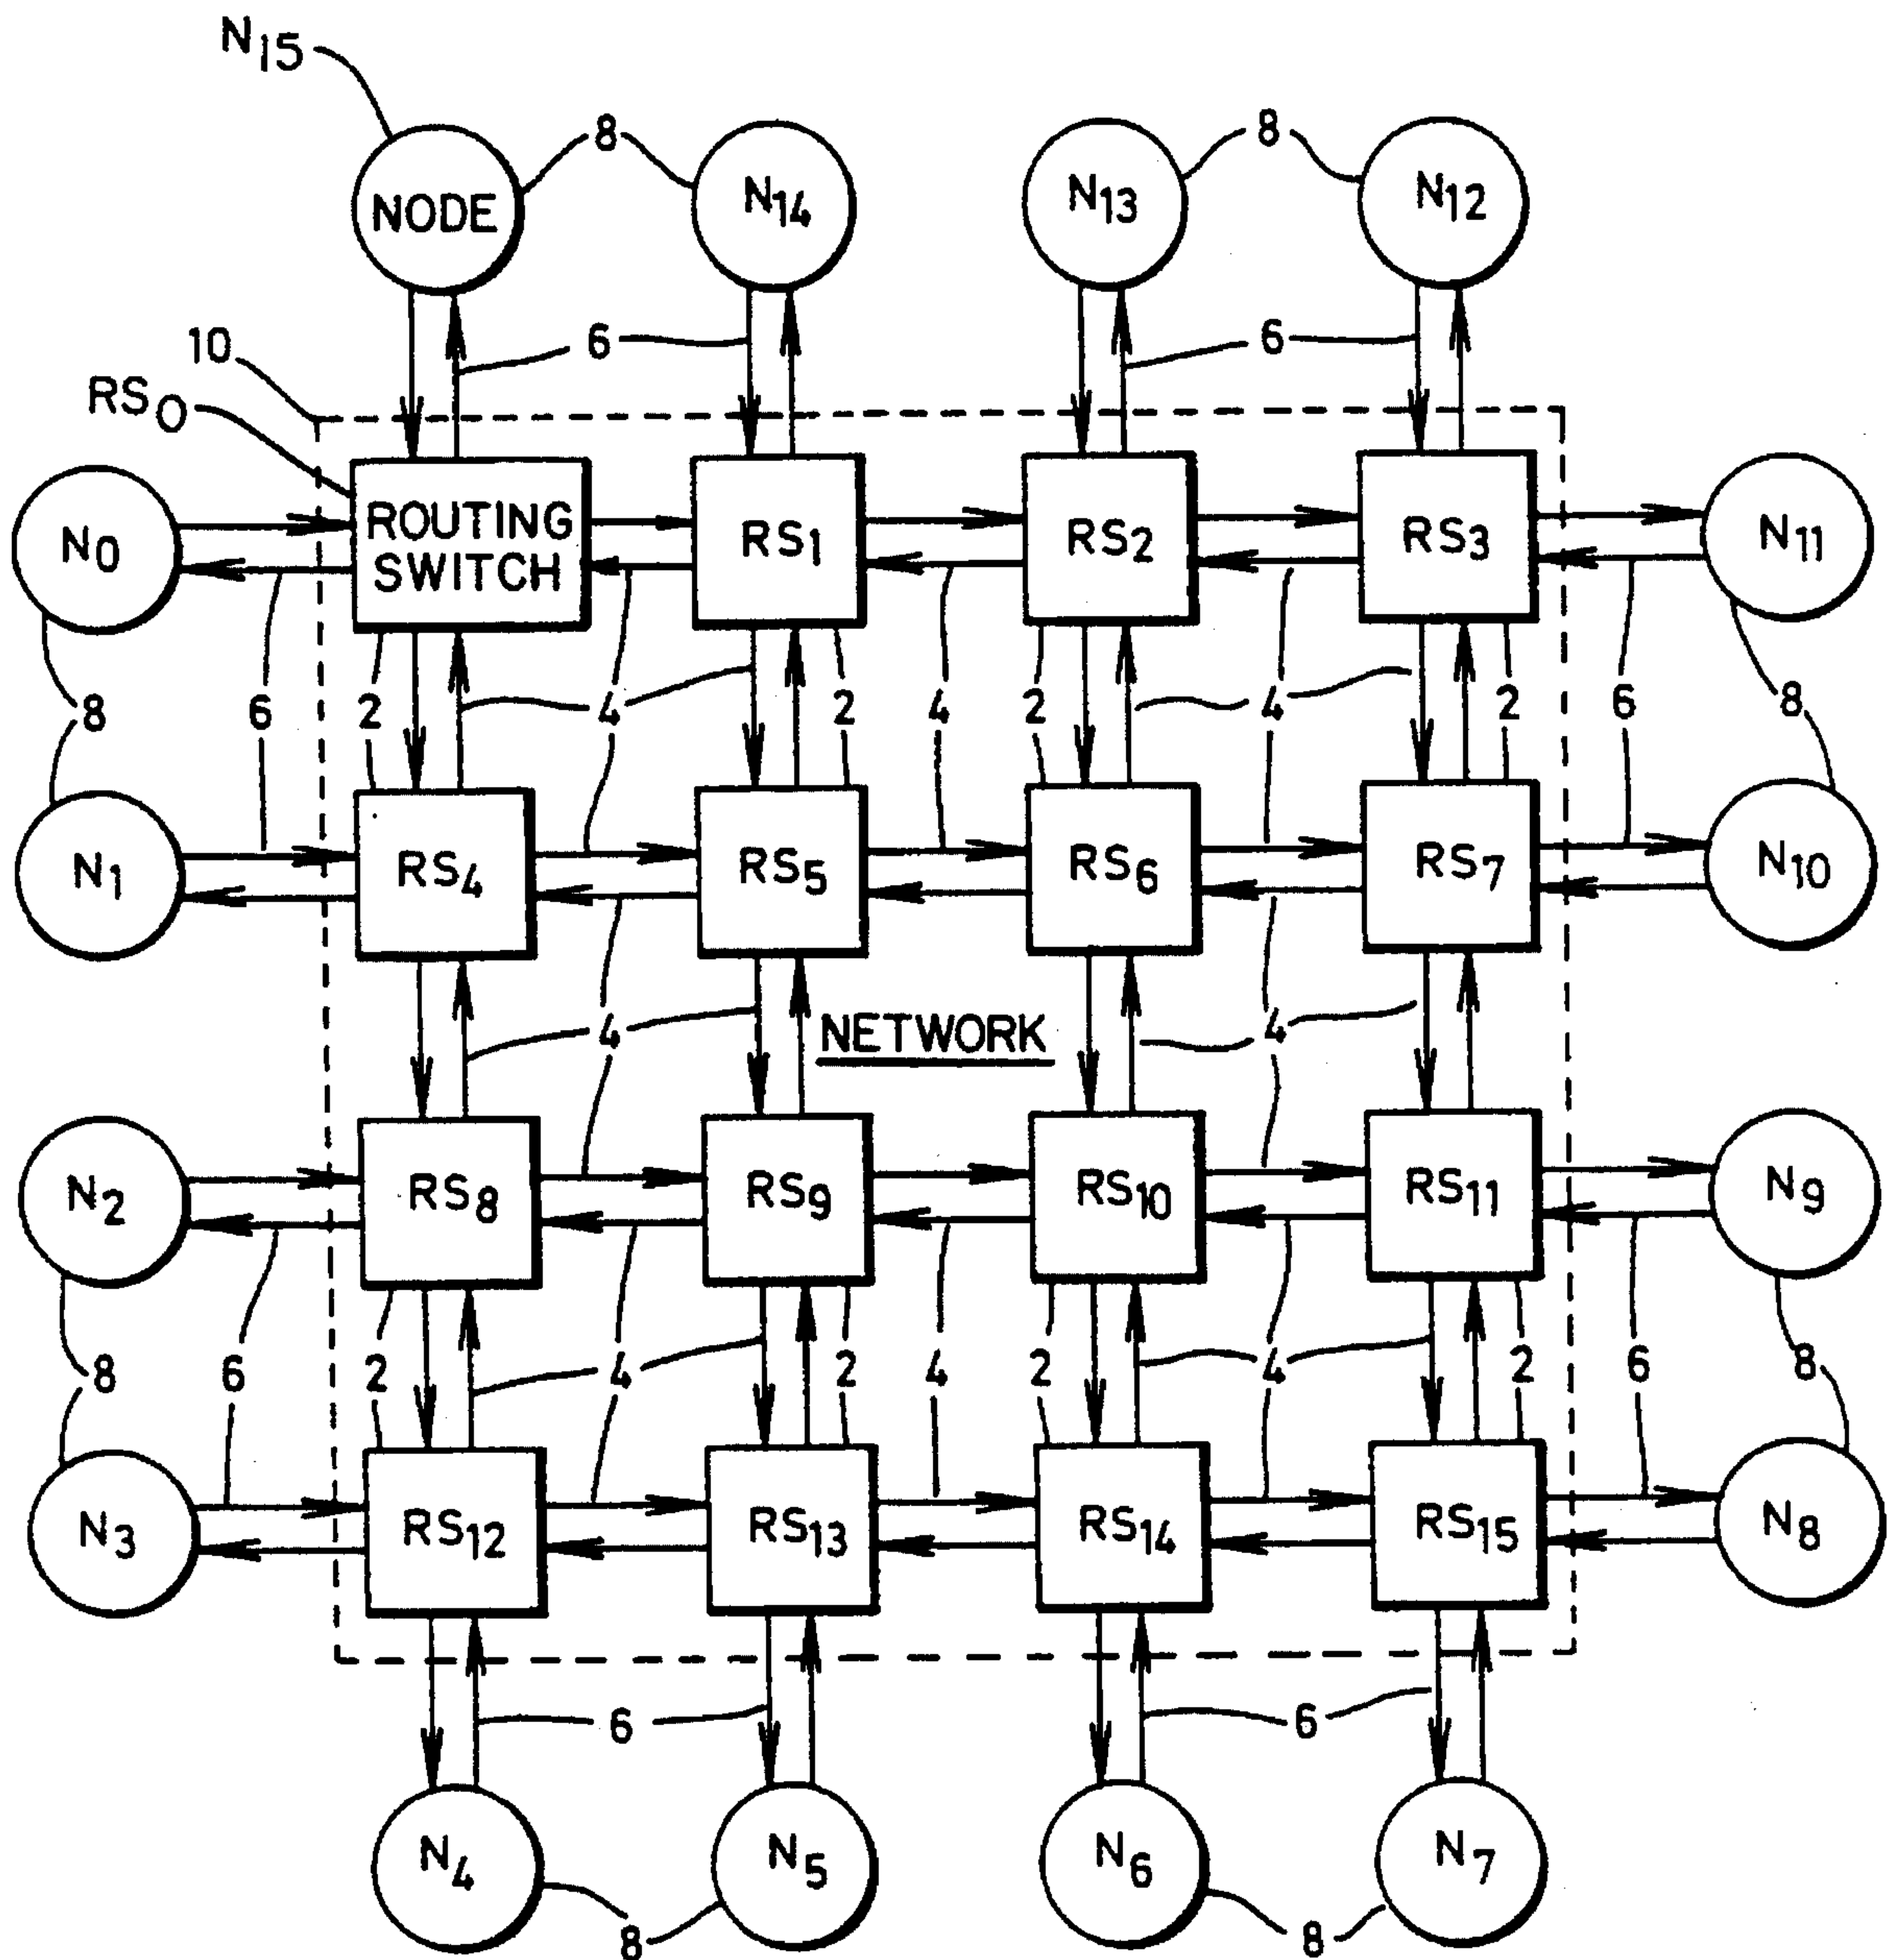 N15
8
8
NODE
N14
N13
N12
10
6
6
RS0
N0
ROUTING
SWITCH
RS1
RS2
RS3
N11
8
6
2
4
2
4
2
4
2
6
8
N1
RS4
RS5
RS6
RS7
N10
4
NETWORK
4
N2
RS8
RS9
RS10
RS11
N9
8
6
2
4
2
4
2
4
2
6
8
N3
RS12
RS13
RS14
RS15
N8
6
6
N4
N5
N6
N7
8
8